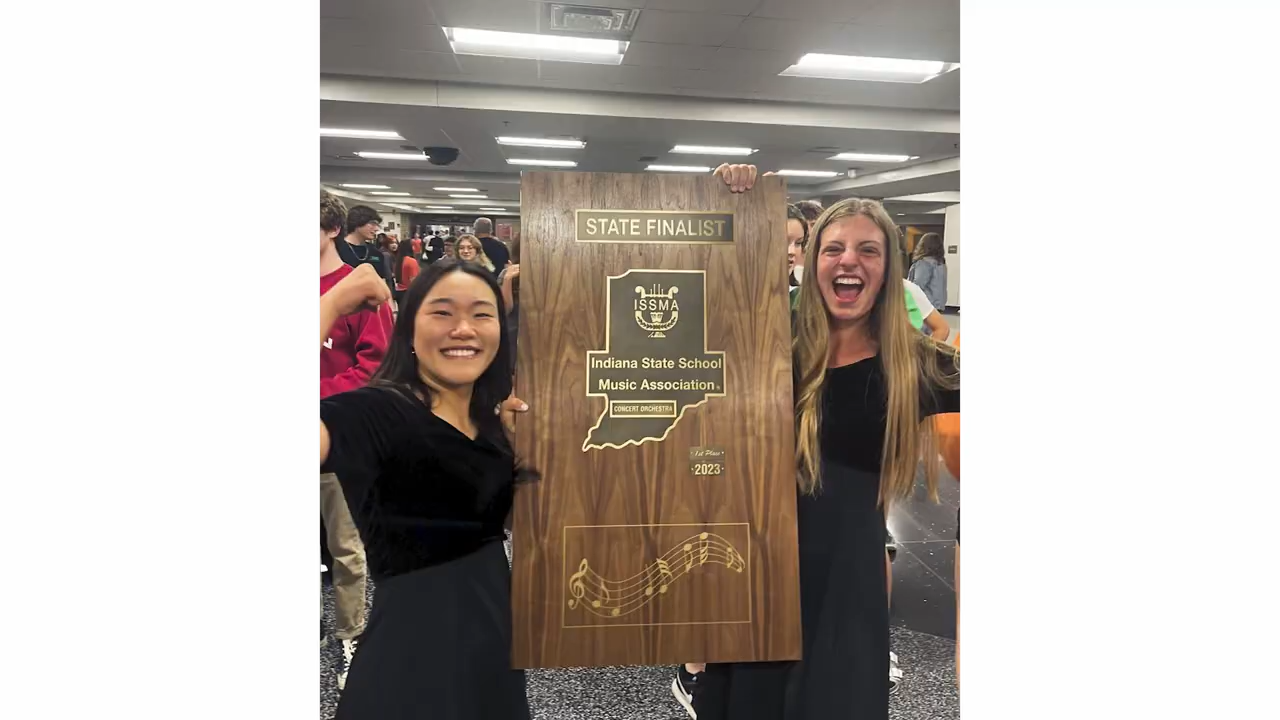 STATE FINALIST
ISSMA
Indiana State School
Music Association
CONCERT ORCHESTRA
1st Place
2023